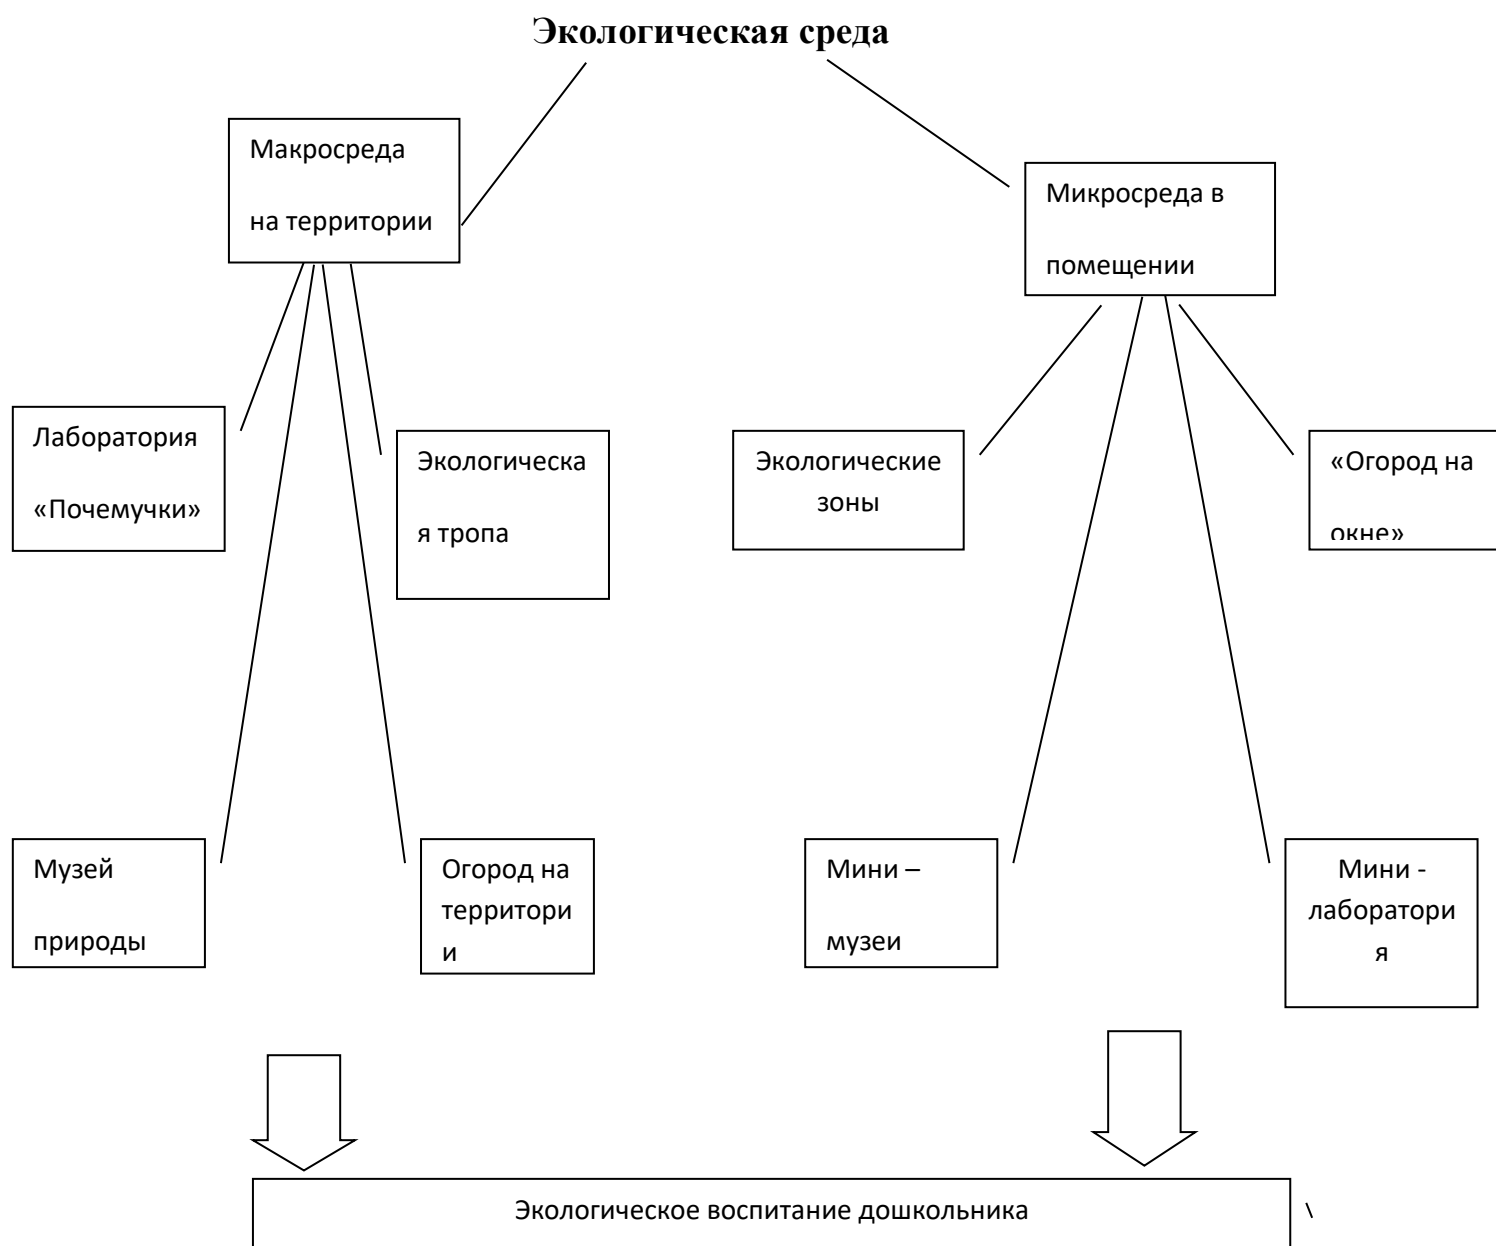 Экологическая среда
Макросреда
на территории
Микросреда в
помещении
Лаборатория
«Почемучки»
Экологическа
я тропа
Экологические
зоны
«Огород на
окне»
Музей
природы
Огород на
территори
и
Мини –
музеи
Мини -
лаборатори
я
Экологическое воспитание дошкольника
\